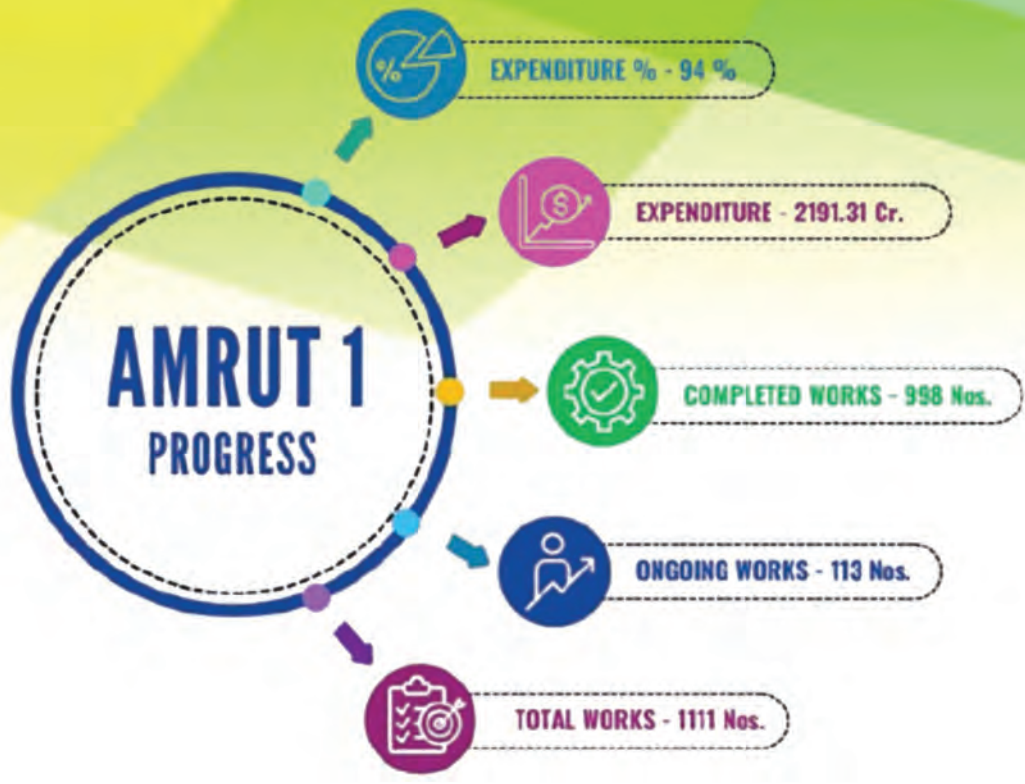 EXPENDITURE % - 94 %
EXPENDITURE - 2191.31 Cr.
AMRUT 1
PROGRESS
COMPLETED WORKS - 998 Nos.
ONGOING WORKS - 113 Nos.
TOTAL WORKS - 1111 Nos.